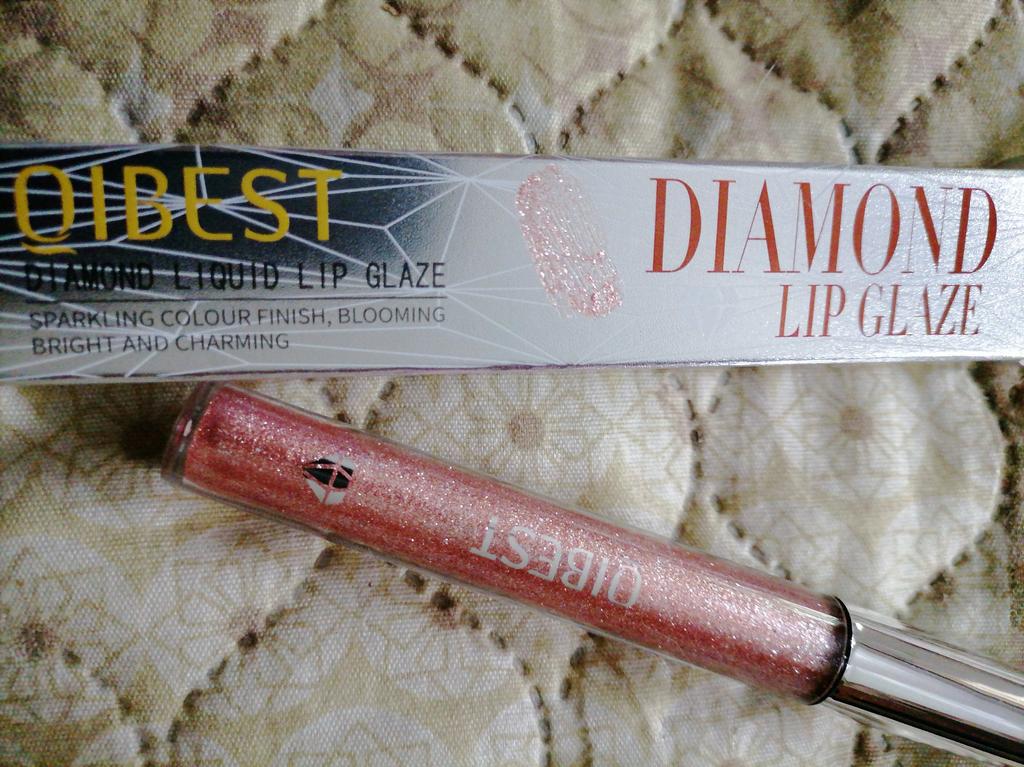 QIBEST
DIAMOND LIQUID LIP GLAZE
SPARKLING COLOUR FINISH, BLOOMING
BRIGHT AND CHARMING
DIAMOND
LIP GLAZE
QIBEST